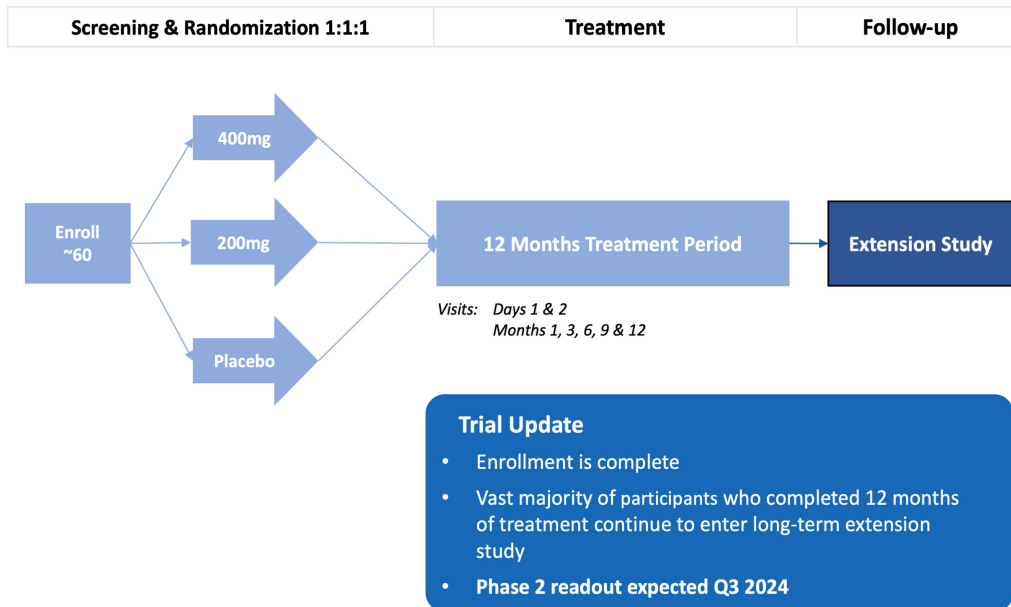 Screening & Randomization 1:1:1
Treatment
Follow-up
400mg
Enroll
~60
200mg
12 Months Treatment Period
Extension Study
Visits: Days 1 & 2
Months 1, 3, 6, 9 & 12
Placebo
Trial Update
• Enrollment is complete
• Vast majority of participants who completed 12 months
of treatment continue to enter long-term extension
study
• Phase 2 readout expected Q3 2024